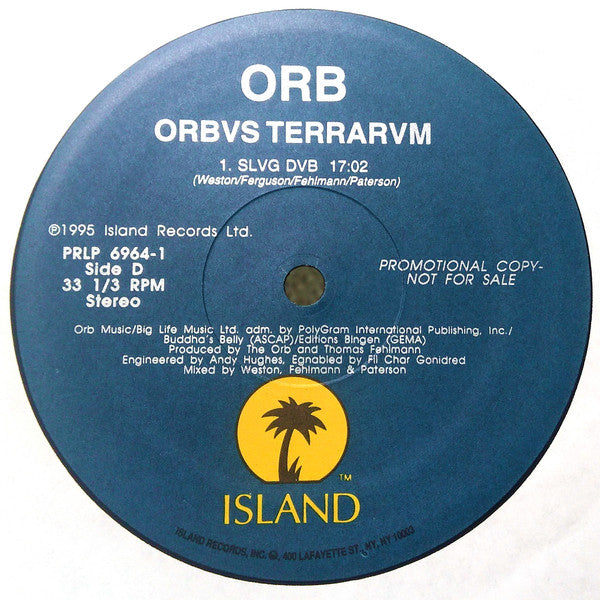 ORB
ORBVS TERRARVM
1. SLVG DVB 17:02
(Weston/Ferguson/Fehlmann/Paterson)
℗1995 Island Records Ltd.
PRLP 6964-1
Side D
33 1/3 RPM
Stereo
PROMOTIONAL COPY-
NOT FOR SALE
Orb Music/Big Life Music Ltd. adm. by PolyGram International Publishing, Inc./
Buddha's Belly (ASCAP)/Editions Bingen (GEMA)
Produced by The Orb and Thomas Fehlmann
Engineered by Andy Hughes, Egnabled by Fli Char Gonidred
Mixed by Weston, Fehlmann & Paterson
TM
ISLAND
ISLAND RECORDS, INC. ℗, 400 LAFAYETTE ST., NY, NY 10003